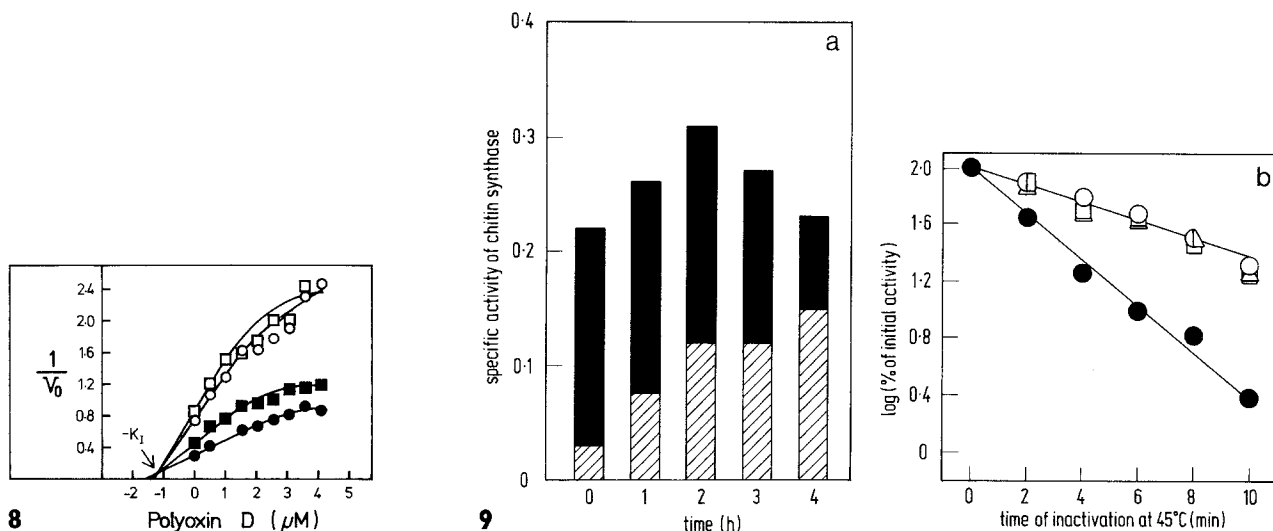 2.4
2.0
1.6
1.2
0.8
0.4
1
V₀
-K_I
-2 -1 0 1 2 3 4 5
Polyoxin D (μM)
8
a
0·4
0·3
0·2
0·1
0
specific activity of chitin synthase
0 1 2 3 4
time (h)
9
b
2·0
1·6
1·2
0·8
0·4
0
log (% of initial activity)
0 2 4 6 8 10
time of inactivation at 45°C (min)